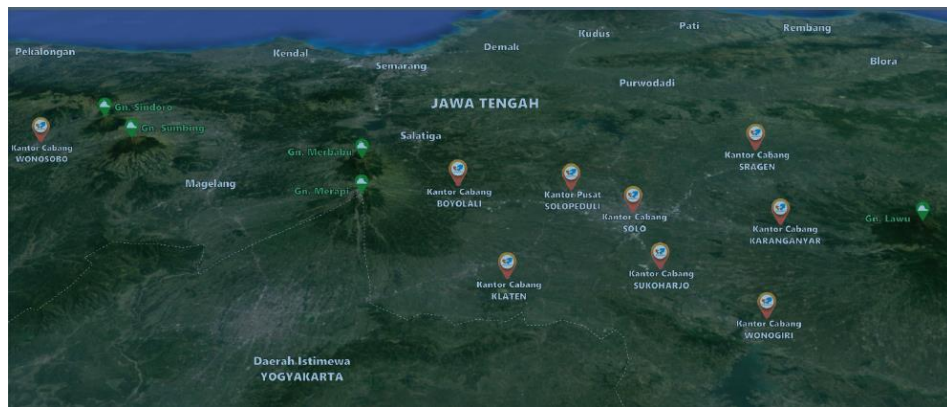 Pekalongan
Kendal
Semarang
Demak
Kudus
Pati
Rembang
Blora
Purwodadi
JAWA TENGAH
Gn. Sindoro
Gn. Sumbing
Kantor Cabang
WONOSOBO
Salatiga
Gn. Merbabu
Magelang
Gn. Merapi
Kantor Cabang
BOYOLALI
Kantor Pusat
SOLOPEDULI
Kantor Cabang
SOLO
Kantor Cabang
SRAGEN
Kantor Cabang
KARANGANYAR
Gn. Lawu
Kantor Cabang
KLATEN
Kantor Cabang
SUKOHARJO
Kantor Cabang
WONOGIRI
Daerah Istimewa
YOGYAKARTA